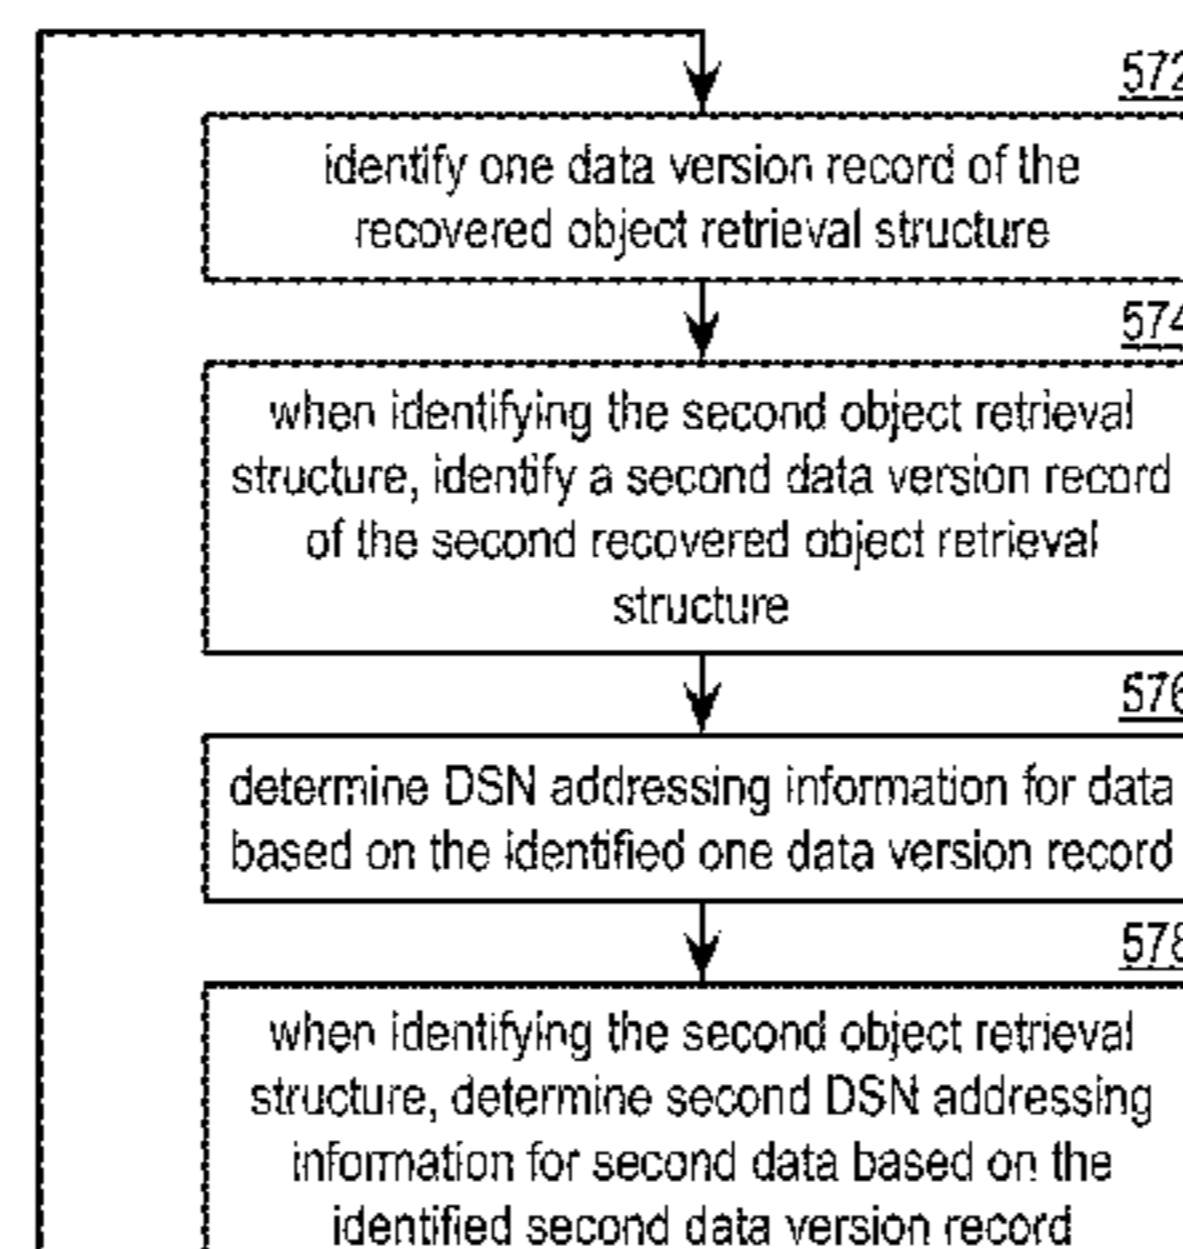 572
identify one data version record of the
recovered object retrieval structure
574
when identifying the second object retrieval
structure, identify a second data version record
of the second recovered object retrieval
structure
576
determine DSN addressing information for data
based on the identified one data version record
578
when identifying the second object retrieval
structure, determine second DSN addressing
information for second data based on the
identified second data version record